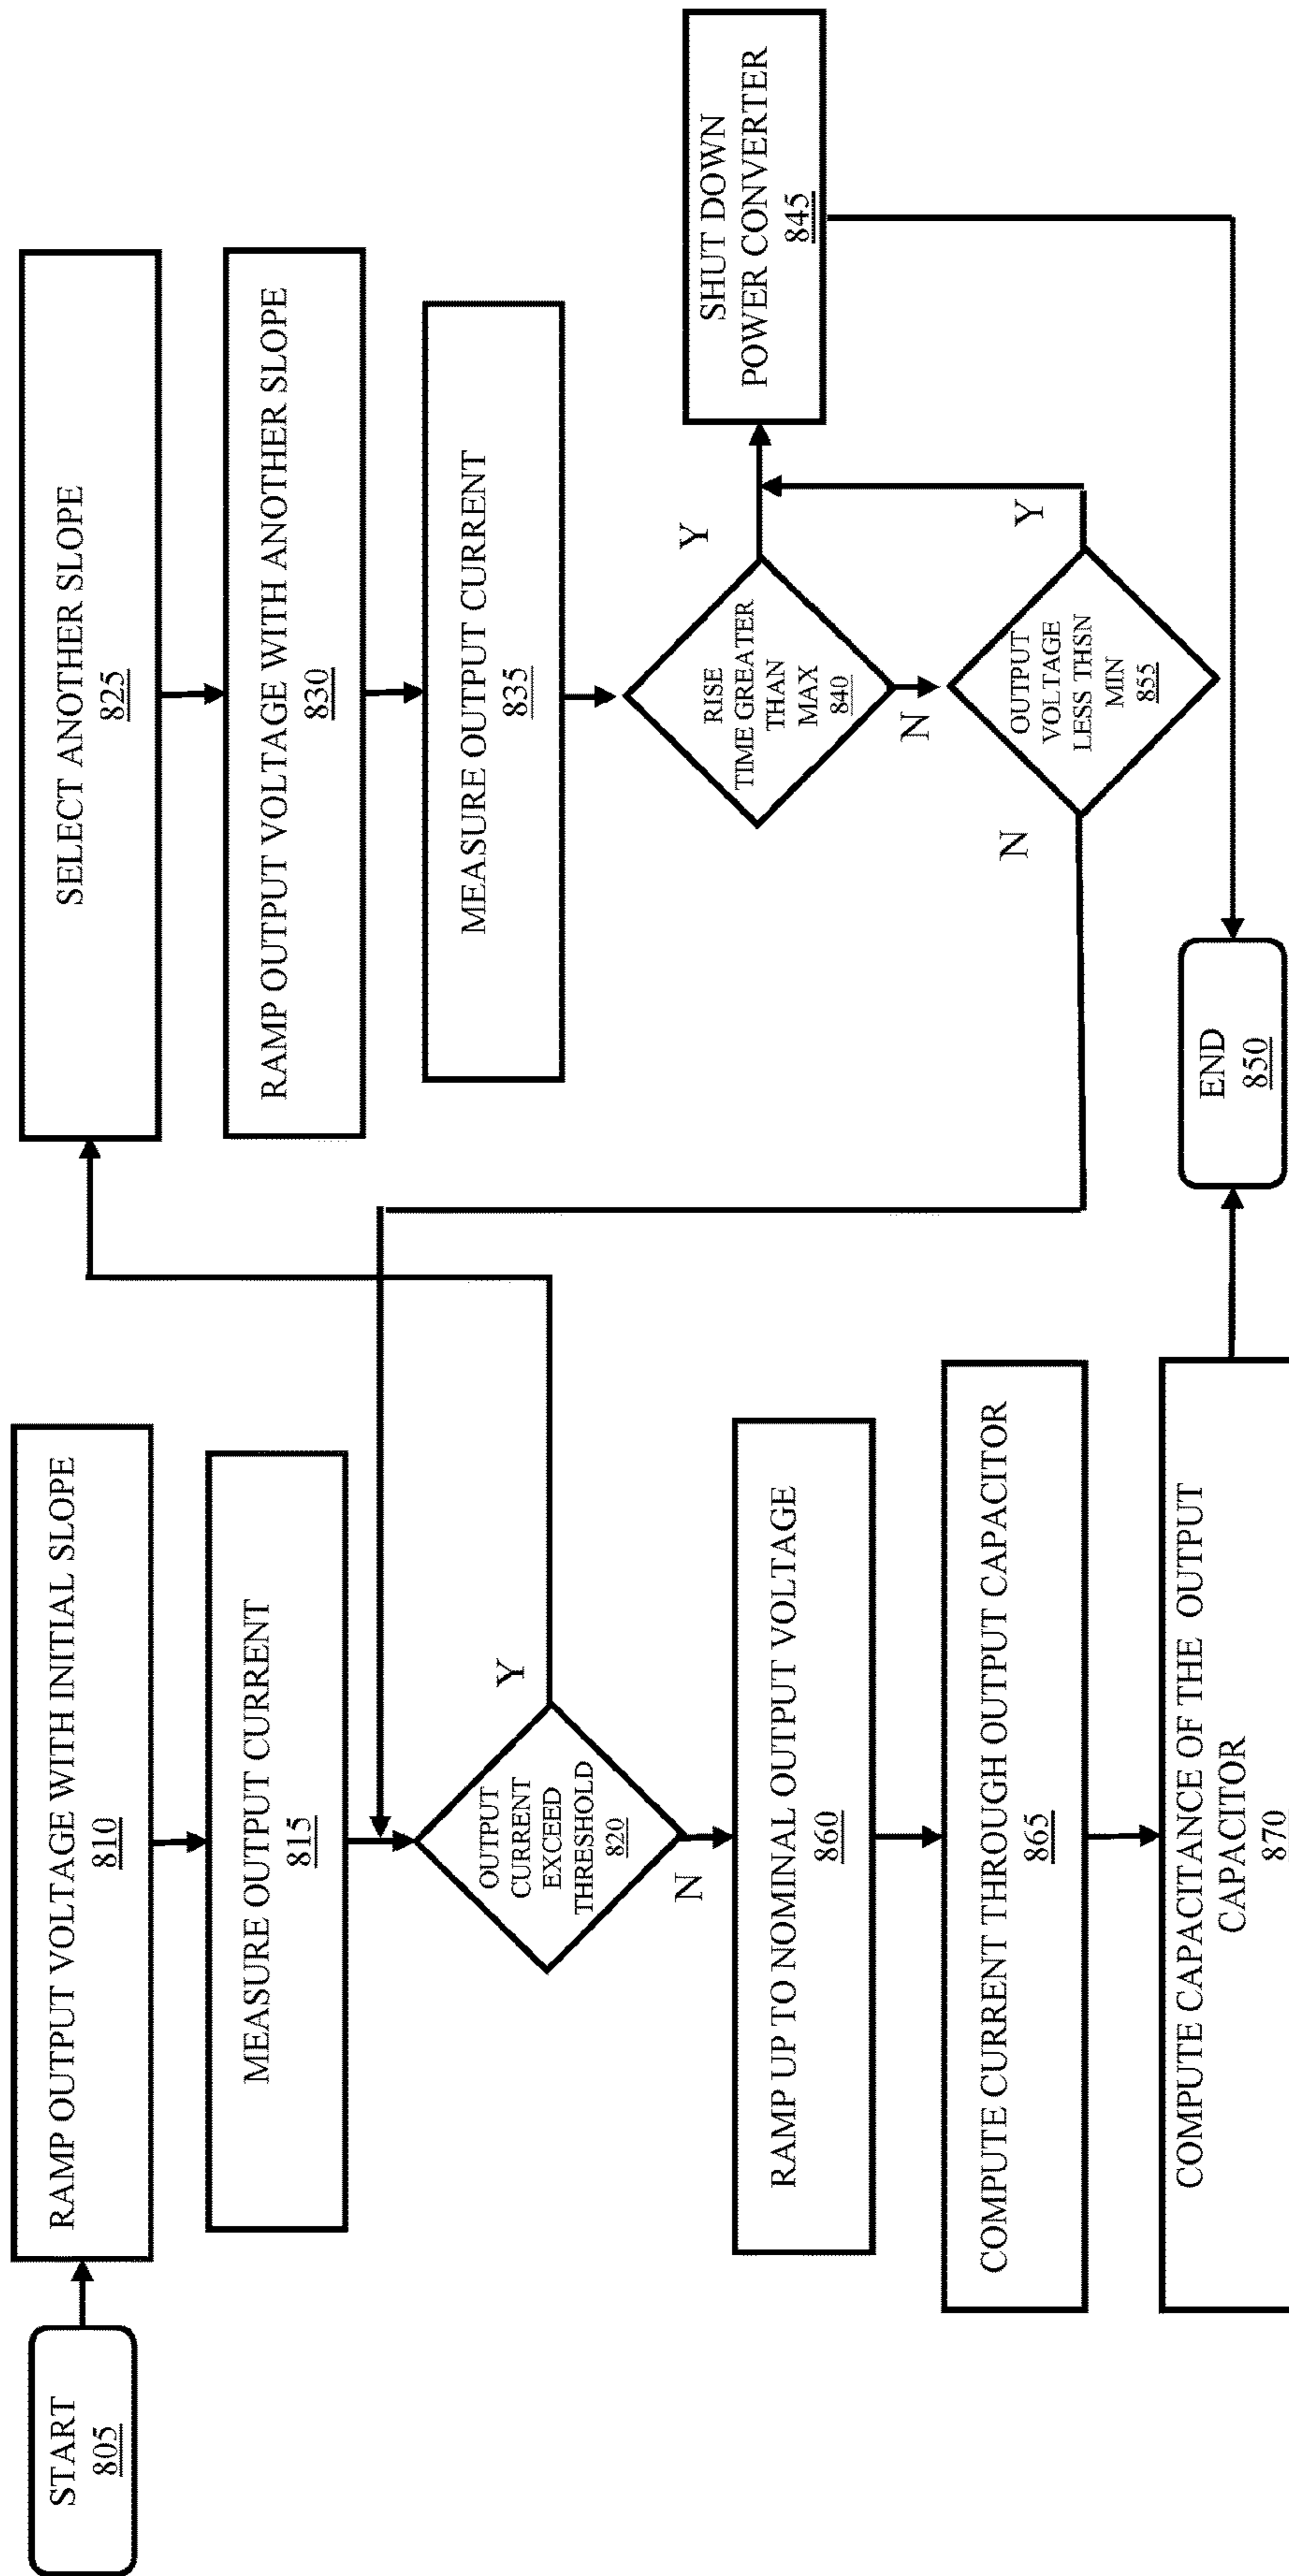 START
805
RAMP OUTPUT VOLTAGE WITH INITIAL SLOPE
810
MEASURE OUTPUT CURRENT
815
OUTPUT
CURRENT
EXCEED
THRESHOLD
820
Y
N
SELECT ANOTHER SLOPE
825
RAMP OUTPUT VOLTAGE WITH ANOTHER SLOPE
830
MEASURE OUTPUT CURRENT
835
RISE
TIME GREATER
THAN
MAX
840
Y
N
SHUT DOWN
POWER CONVERTER
845
OUTPUT
VOLTAGE
LESS THSN
MIN
855
Y
N
RAMP UP TO NOMINAL OUTPUT VOLTAGE
860
COMPUTE CURRENT THROUGH OUTPUT CAPACITOR
865
COMPUTE CAPACITANCE OF THE OUTPUT
CAPACITOR
870
END
850